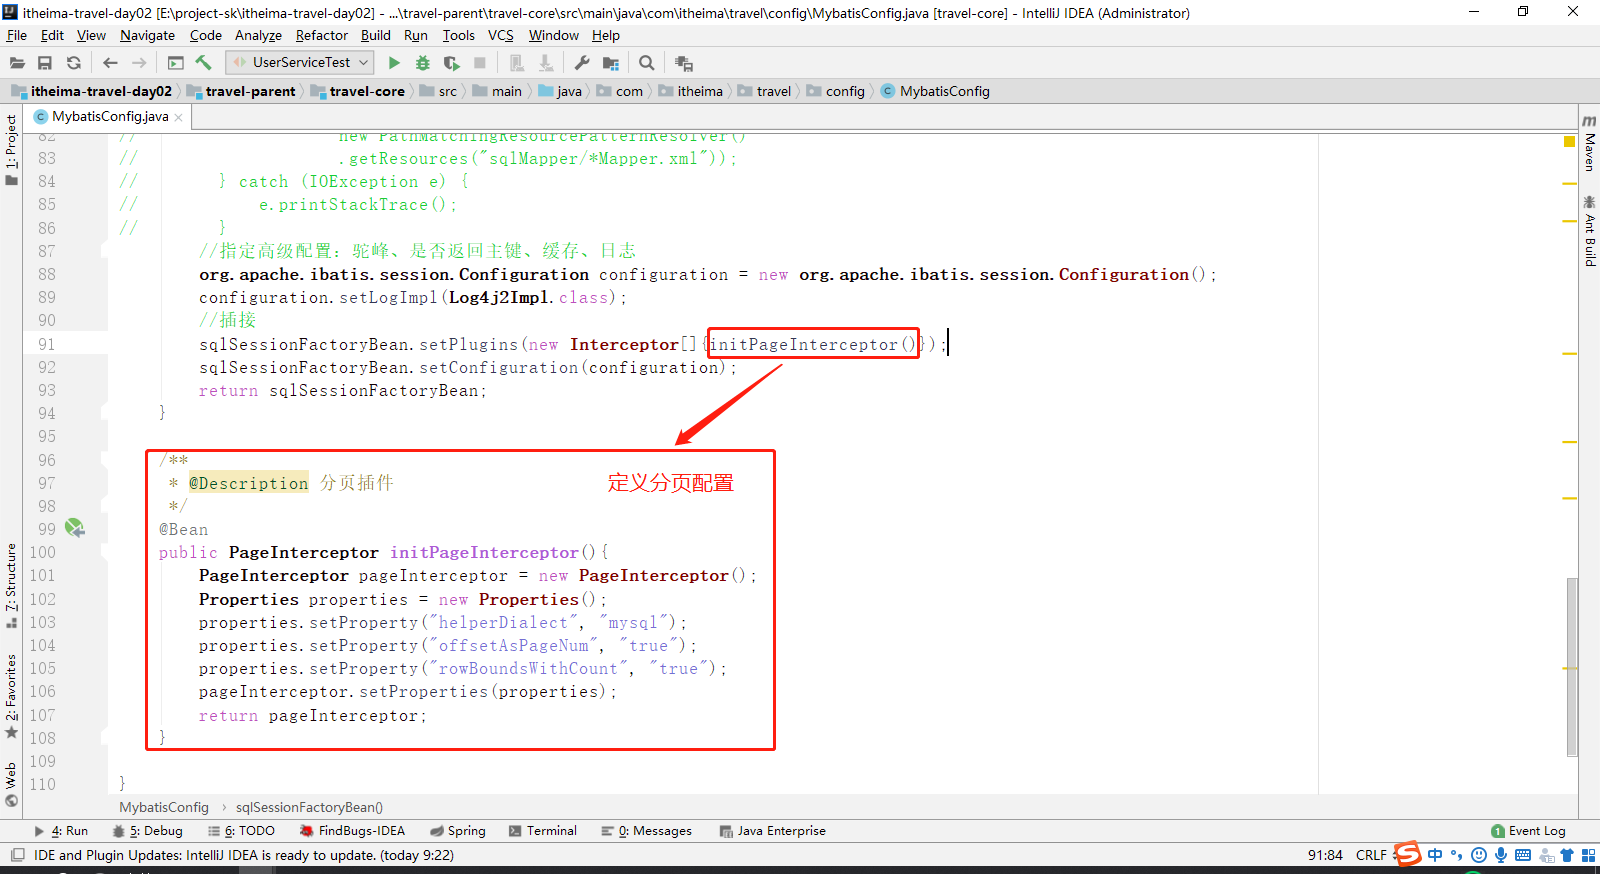 itheima-travel-day02 [E:\project-sk\itheima-travel-day02] - ...\travel-parent\travel-core\src\main\java\com\itheima\travel\config\MybatisConfig.java [travel-core] - IntelliJ IDEA (Administrator)
File Edit View Navigate Code Analyze Refactor Build Run Tools VCS Window Help
UserServiceTest
itheima-travel-day02 travel-parent travel-core src main java com itheima travel config MybatisConfig
MybatisConfig.java
1: Project
7: Structure
2: Favorites
Web
Maven
Ant Build
82 // new PathMatchingResourcePatternResolver()
83 // .getResources("sqlMapper/*Mapper.xml"));
84 // } catch (IOException e) {
85 // e.printStackTrace();
86 // }
87 //指定高级配置：驼峰、是否返回主键、缓存、日志
88 org.apache.ibatis.session.Configuration configuration = new org.apache.ibatis.session.Configuration();
89 configuration.setLogImpl(Log4j2Impl.class);
90 //插接
91 sqlSessionFactoryBean.setPlugins(new Interceptor[]{initPageInterceptor()});
92 sqlSessionFactoryBean.setConfiguration(configuration);
93 return sqlSessionFactoryBean;
94 }
95
96 /**
97 * @Description 分页插件
定义分页配置
98 */
99 @Bean
100 public PageInterceptor initPageInterceptor(){
101 PageInterceptor pageInterceptor = new PageInterceptor();
102 Properties properties = new Properties();
103 properties.setProperty("helperDialect", "mysql");
104 properties.setProperty("offsetAsPageNum", "true");
105 properties.setProperty("rowBoundsWithCount", "true");
106 pageInterceptor.setProperties(properties);
107 return pageInterceptor;
108 }
109
110 }
MybatisConfig › sqlSessionFactoryBean()
4: Run 5: Debug 6: TODO FindBugs-IDEA Spring Terminal 0: Messages Java Enterprise 1 Event Log
IDE and Plugin Updates: IntelliJ IDEA is ready to update. (today 9:22) 91:84 CRLF 中